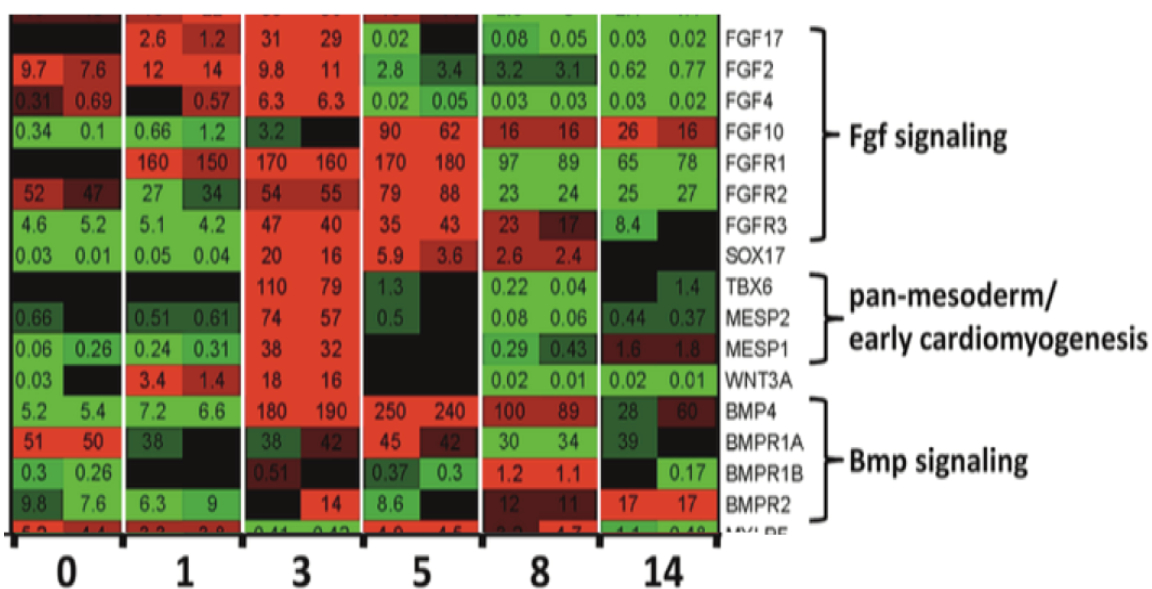 2.6 1.2 31 29 0.02 0.08 0.05 0.03 0.02 FGF17
9.7 7.6 12 14 9.8 11 2.8 3.4 3.2 3.1 0.62 0.77 FGF2
0.31 0.69 0.57 6.3 6.3 0.02 0.05 0.03 0.03 0.03 0.02 FGF4
0.34 0.1 0.66 1.2 3.2 90 62 16 16 26 16 FGF10 Fgf signaling
160 150 170 160 170 180 97 89 65 78 FGFR1
52 47 27 34 54 55 79 88 23 24 25 27 FGFR2
4.6 5.2 5.1 4.2 47 40 35 43 23 17 8.4 FGFR3
0.03 0.01 0.05 0.04 20 16 5.9 3.6 2.6 2.4 SOX17
110 79 1.3 0.22 0.04 1.4 TBX6 pan-mesoderm/
0.66 0.51 0.61 74 57 0.5 0.08 0.06 0.44 0.37 MESP2 early cardiomyogenesis
0.06 0.26 0.24 0.31 38 32 0.29 0.43 1.6 1.8 MESP1
0.03 3.4 1.4 18 16 0.02 0.01 0.02 0.01 WNT3A
5.2 5.4 7.2 6.6 180 190 250 240 100 89 28 60 BMP4
51 50 38 38 42 45 42 30 34 39 BMPR1A
0.3 0.26 0.51 0.37 0.3 1.2 1.1 0.17 BMPR1B Bmp signaling
9.8 7.6 6.3 9 14 8.6 12 11 17 17 BMPR2
0 1 3 5 8 14